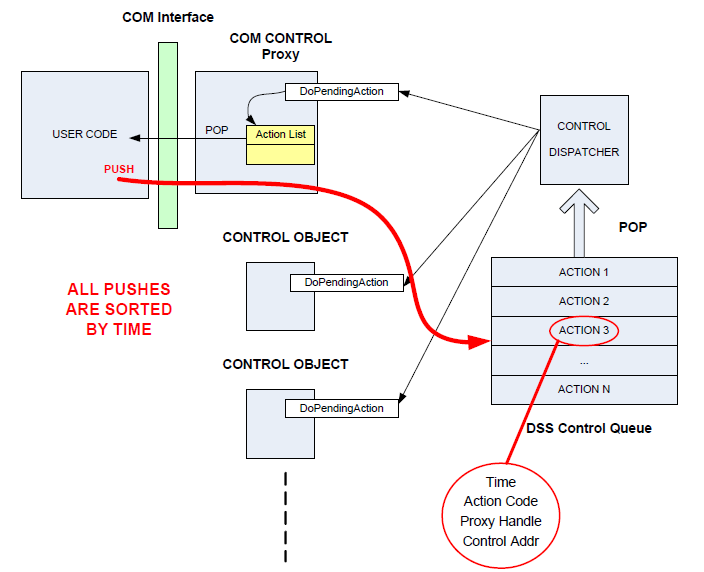 COM Interface
COM CONTROL
Proxy
DoPendingAction
USER CODE
POP
Action List
PUSH
CONTROL
DISPATCHER
POP
CONTROL OBJECT
DoPendingAction
ALL PUSHES
ARE SORTED
BY TIME
ACTION 1
ACTION 2
ACTION 3
...
ACTION N
CONTROL OBJECT
DoPendingAction
DSS Control Queue
Time
Action Code
Proxy Handle
Control Addr